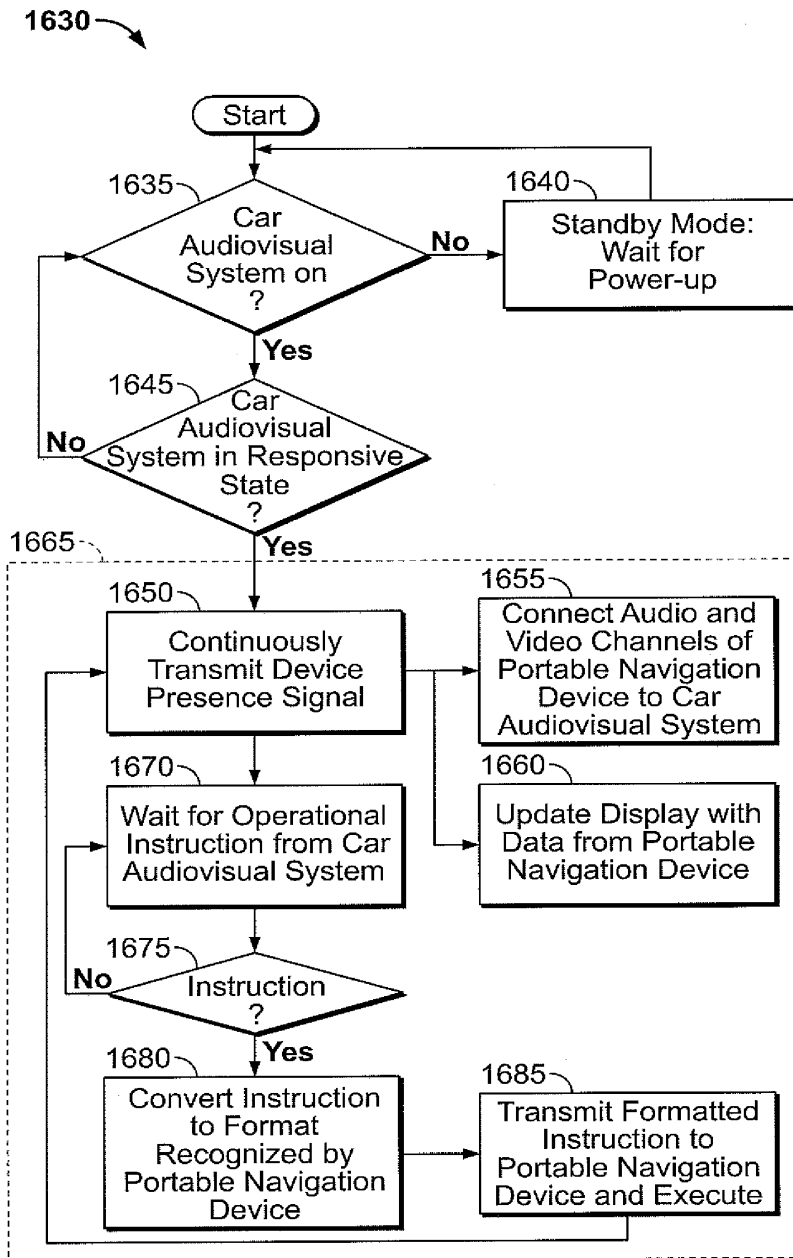 1630
Start
1635
Car
Audiovisual
System on
?
No
1640
Standby Mode:
Wait for
Power-up
Yes
1645
Car
Audiovisual
System in Responsive
State
?
No
Yes
1665
1650
Continuously
Transmit Device
Presence Signal
1655
Connect Audio and
Video Channels of
Portable Navigation
Device to Car
Audiovisual System
1670
Wait for Operational
Instruction from Car
Audiovisual System
1660
Update Display with
Data from Portable
Navigation Device
1675
Instruction
?
No
Yes
1680
Convert Instruction
to Format
Recognized by
Portable Navigation
Device
1685
Transmit Formatted
Instruction to
Portable Navigation
Device and Execute